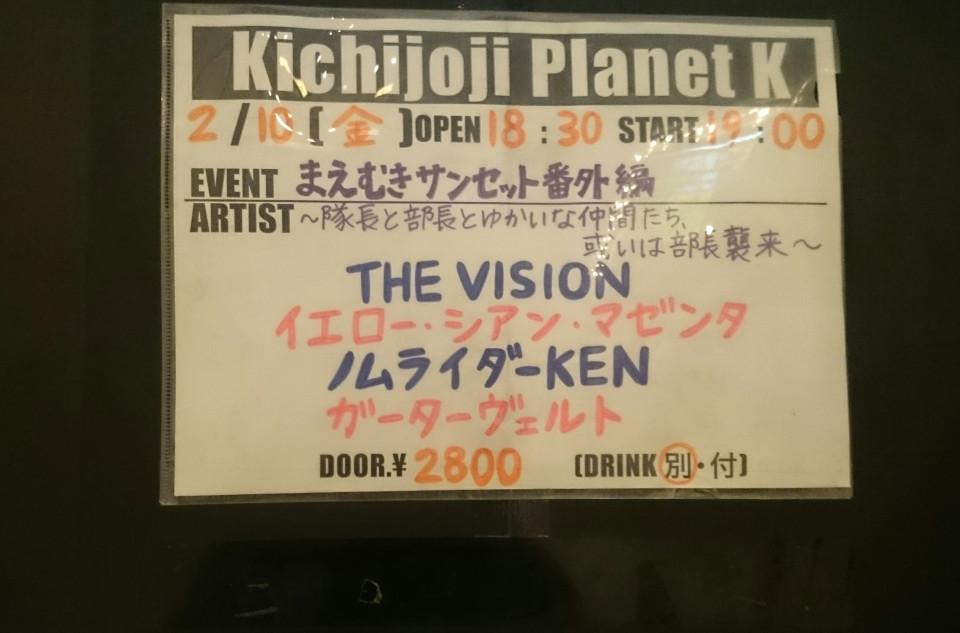 Kichijoji Planet K
2/10(金)OPEN 18:30 START 19:00
EVENT まえむきサンセット番外編
ARTIST ～隊長と部長とゆかいな仲間たち、
或いは部長襲来～
THE VISION
イエロー・シアン・マゼンタ
ノムライダーKEN
ガーターヴェルト
DOOR.¥2800 (DRINK 別・付)